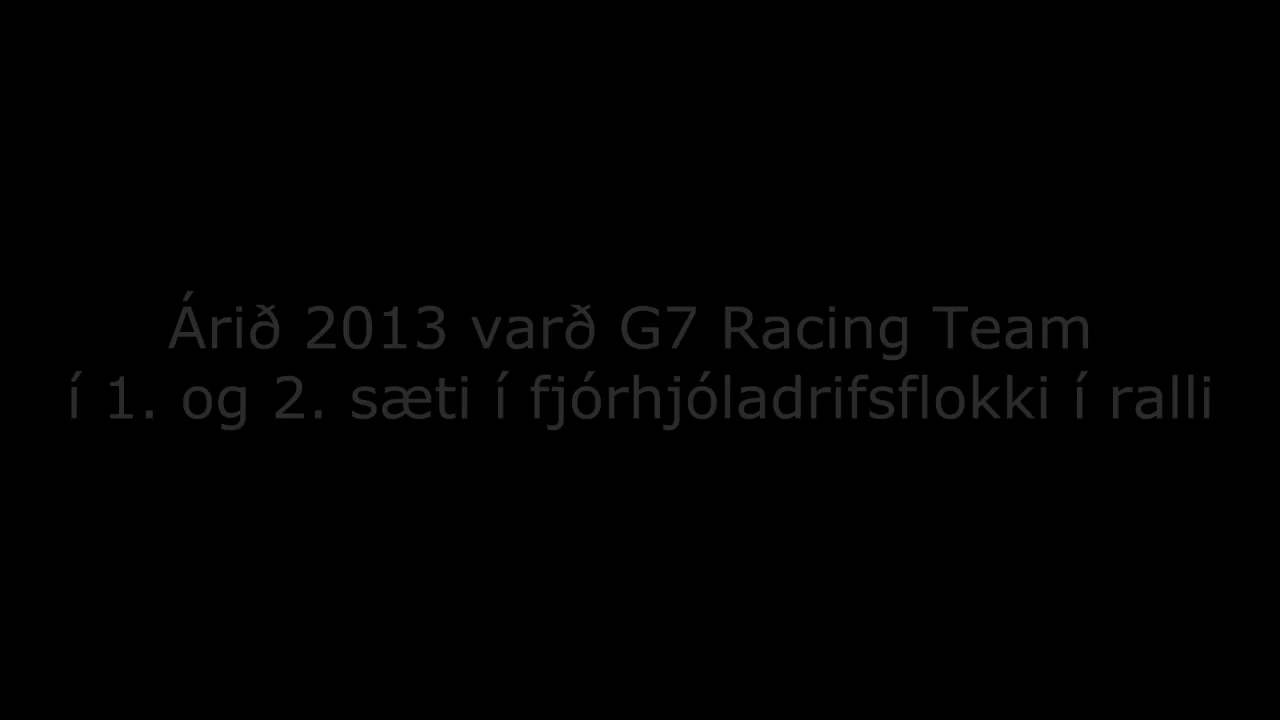 Árið 2013 varð G7 Racing Team
í 1. og 2. sæti í fjórhjóladrifsflokki í ralli